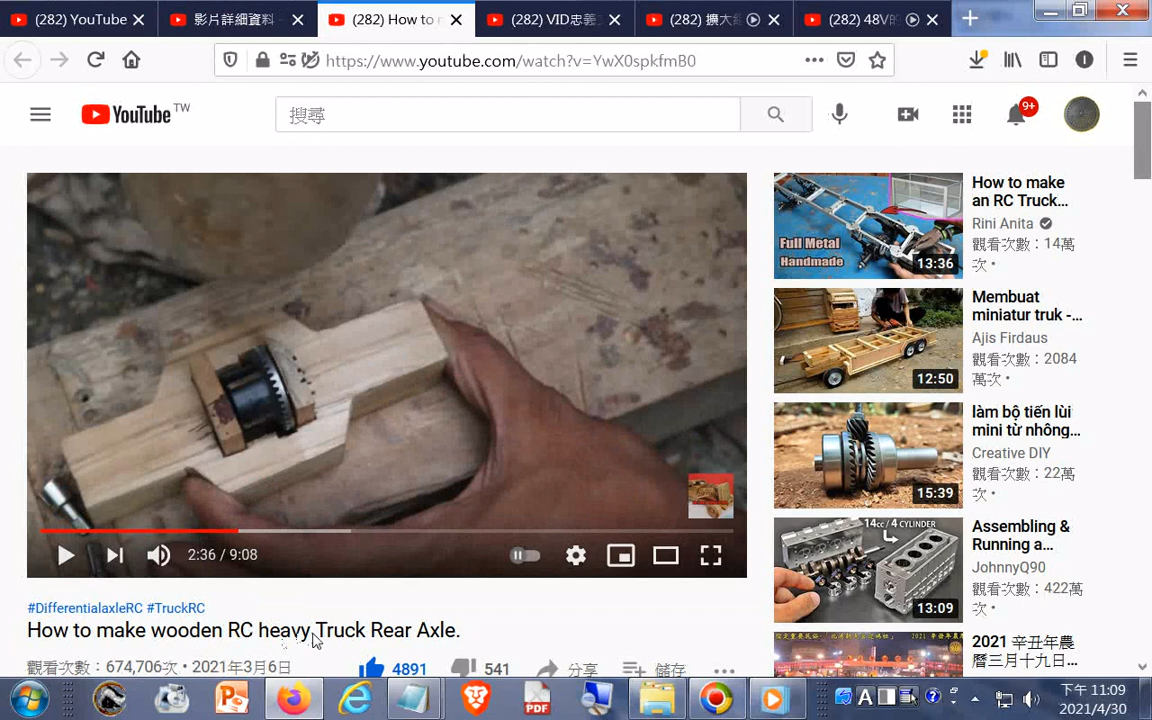 (282) YouTube
影片詳細資料
(282) How to
(282) VID忠義
(282) 擴大
(282) 48V的
https://www.youtube.com/watch?v=YwX0spkfmB0
YouTube TW
搜尋
9+
2:36 / 9:08
#DifferentialaxleRC #TruckRC
How to make wooden RC heavy Truck Rear Axle.
觀看次數：674,706次 • 2021年3月6日
4891
541
分享
儲存
Full Metal
Handmade
13:36
How to make
an RC Truck...
Rini Anita
觀看次數：14萬
次 •
12:50
Membuat
miniatur truk -...
Ajis Firdaus
觀看次數：2084
萬次 •
15:39
làm bộ tiến lùi
mini từ nhông...
Creative DIY
觀看次數：22萬
次 •
14cc / 4 CYLINDER
13:09
Assembling &
Running a...
JohnnyQ90
觀看次數：422萬
次 •
2021 辛丑年農
曆三月十九日...
PDF
A
下午 11:09
2021/4/30